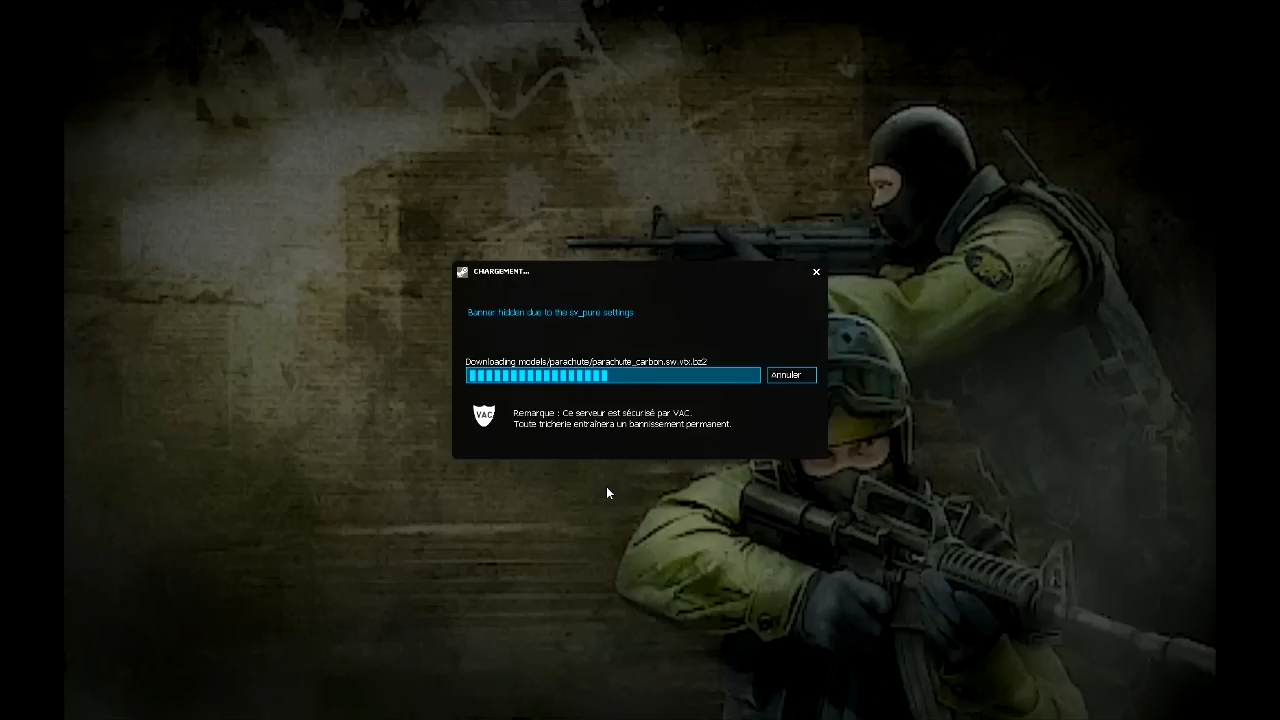 CHARGEMENT...
Banner hidden due to the sv_pure settings
Downloading models/parachute/parachute_carbon.sw.vtx.bz2
Annuler
VAC
Remarque : Ce serveur est sécurisé par VAC.
Toute tricherie entraînera un bannissement permanent.